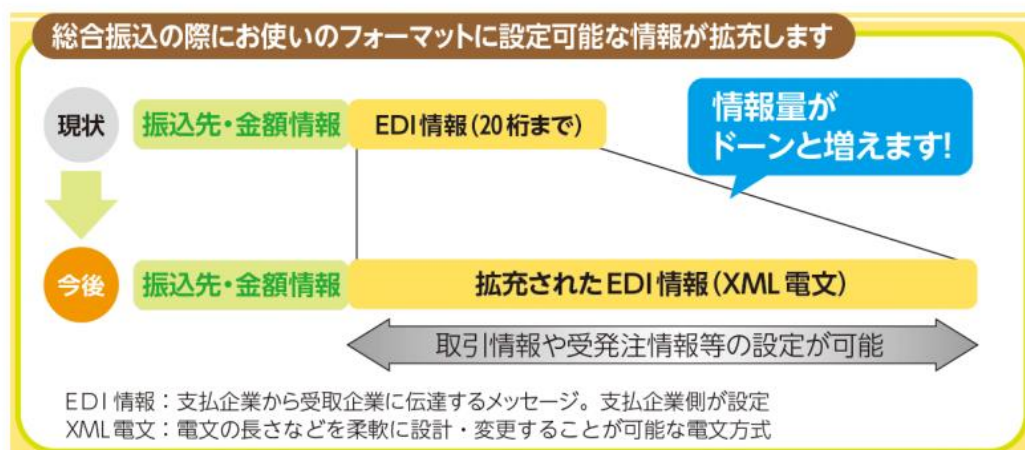 総合振込の際にお使いのフォーマットに設定可能な情報が拡充します
現状
振込先・金額情報
EDI情報(20桁まで)
情報量が
ドーンと増えます!
今後
振込先・金額情報
拡充されたEDI情報(XML電文)
取引情報や受発注情報等の設定が可能
EDI情報：支払企業から受取企業に伝達するメッセージ。支払企業側が設定
XML電文：電文の長さなどを柔軟に設計・変更することが可能な電文方式